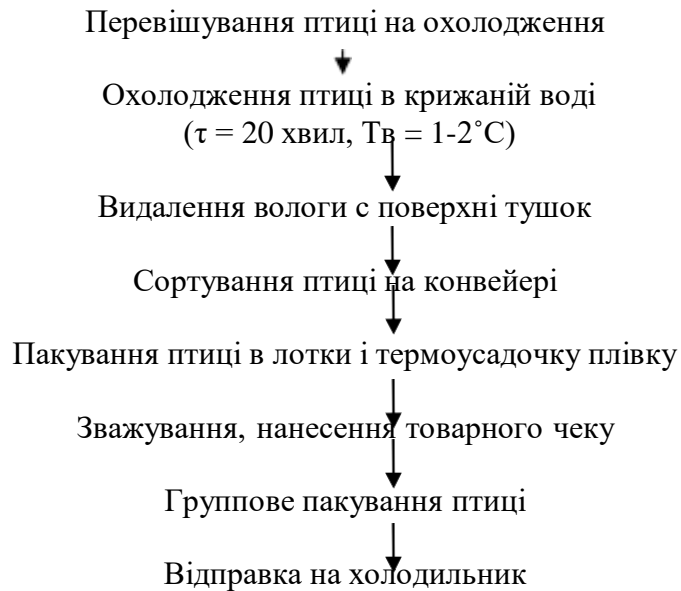 Перевішування птиці на охолодження
Охолодження птиці в крижаній воді
(τ = 20 хвил, Тв = 1-2˚С)
Видалення вологи с поверхні тушок
Сортування птиці на конвейері
Пакування птиці в лотки і термоусадочку плівку
Зважування, нанесення товарного чеку
Группове пакування птиці
Відправка на холодильник